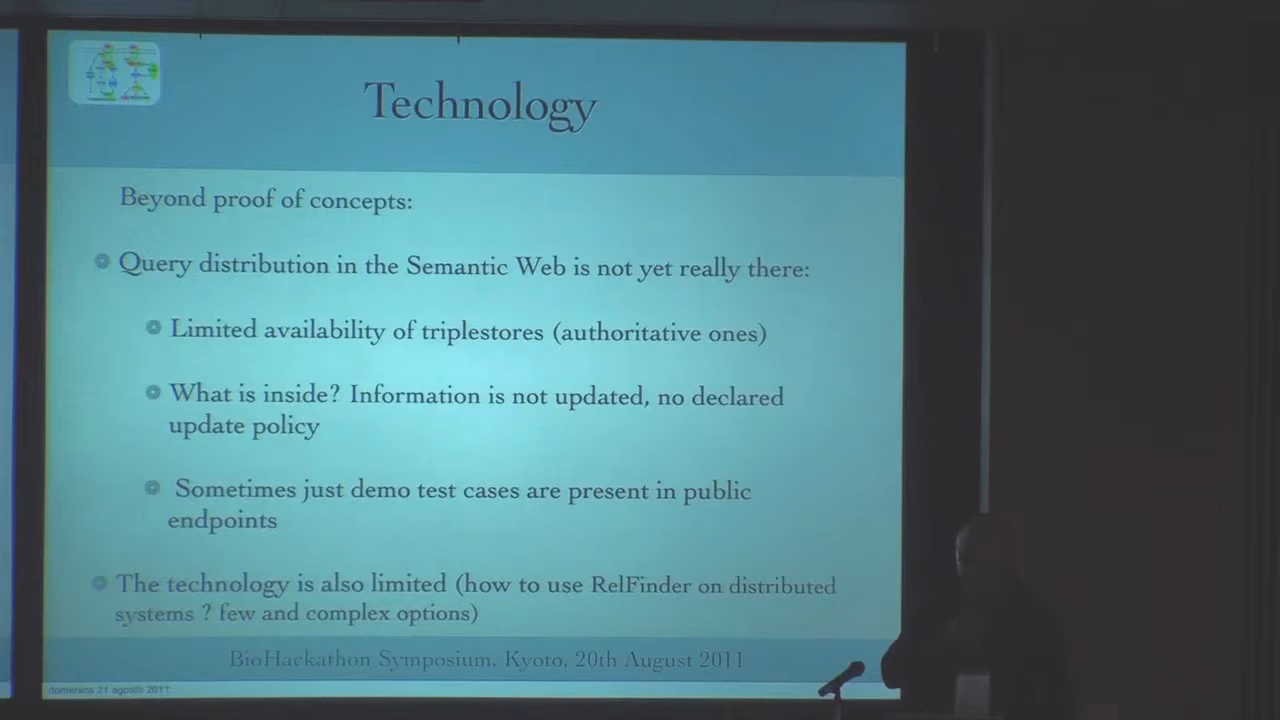 Technology
Beyond proof of concepts:
Query distribution in the Semantic Web is not yet really there:
Limited availability of triplestores (authoritative ones)
What is inside? Information is not updated, no declared
update policy
Sometimes just demo test cases are present in public
endpoints
The technology is also limited (how to use RelFinder on distributed
systems ? few and complex options)
BioHackathon Symposium, Kyoto, 20th August 2011
domenica 21 agosto 2011